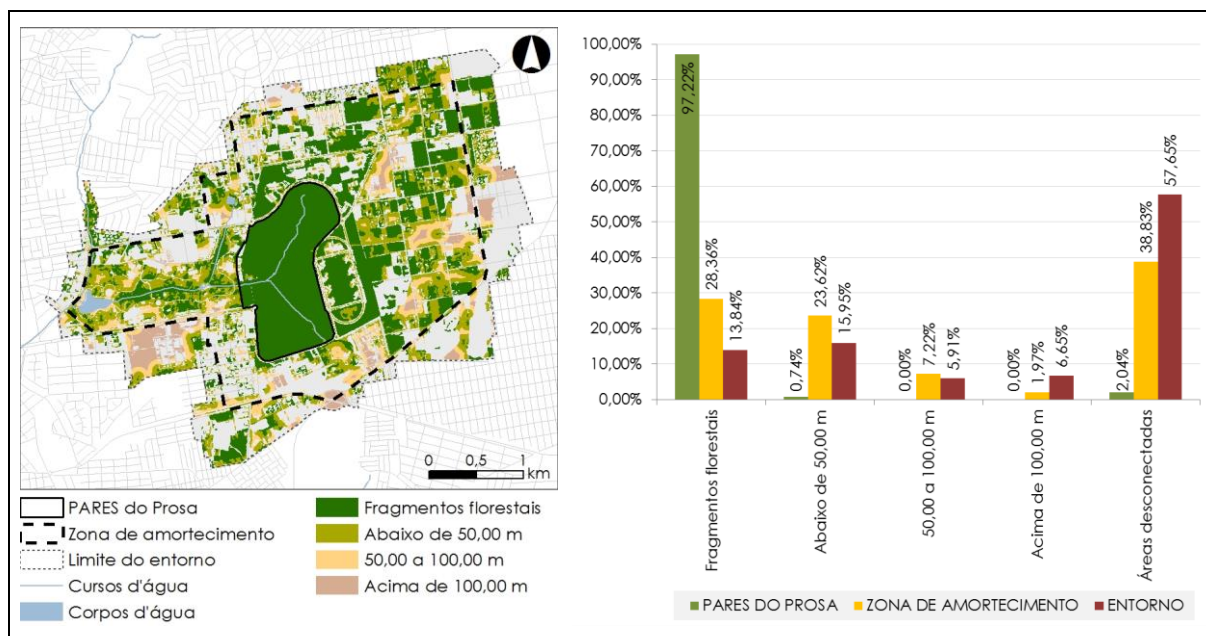 0 0,5 1
km
PARES do Prosa
Zona de amortecimento
Limite do entorno
Cursos d'água
Corpos d'água
Fragmentos florestais
Abaixo de 50,00 m
50,00 a 100,00 m
Acima de 100,00 m
100,00%
90,00%
80,00%
70,00%
60,00%
50,00%
40,00%
30,00%
20,00%
10,00%
0,00%
97,22%
28,36%
13,84%
0,74%
23,62%
15,95%
0,00%
7,22%
5,91%
0,00%
1,97%
6,65%
2,04%
38,83%
57,65%
Fragmentos florestais
Abaixo de 50,00 m
50,00 a 100,00 m
Acima de 100,00 m
Áreas desconectadas
PARES DO PROSA ZONA DE AMORTECIMENTO ENTORNO